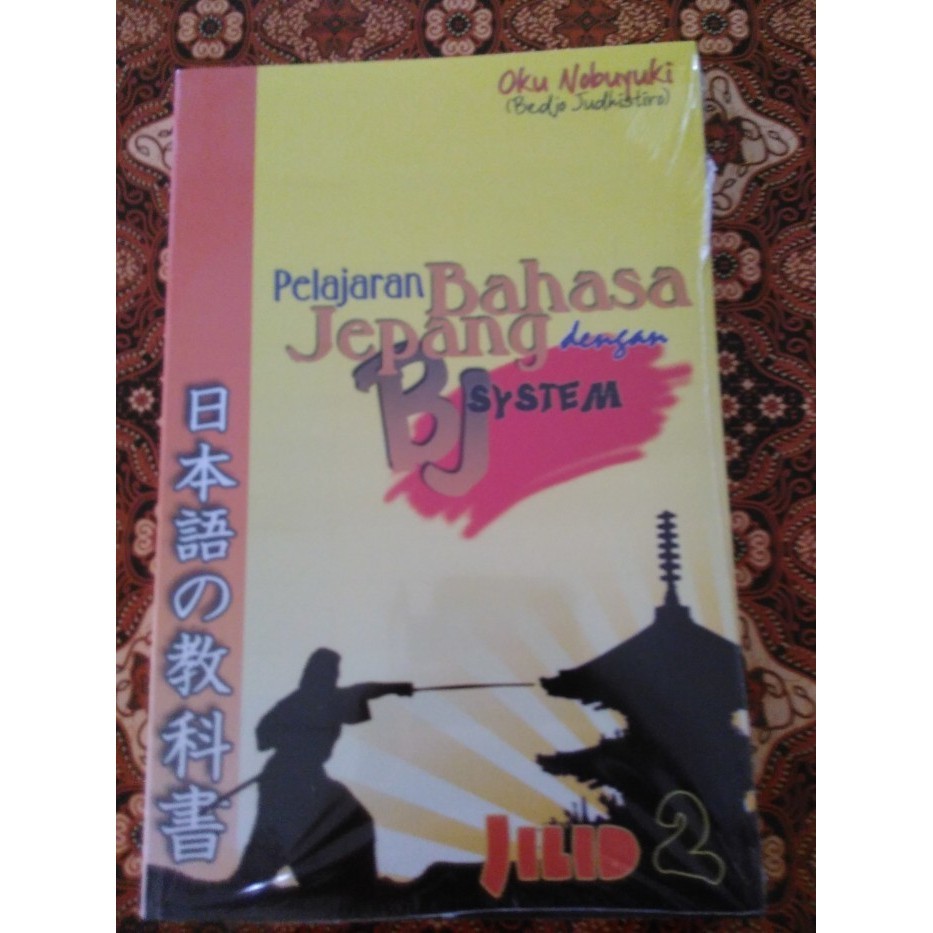 Oku Nobuyuki
(Bedjo Judhistiro)
Pelajaran Bahasa
Jepang dengan
BJ SYSTEM
日本語の教科書
JILID 2